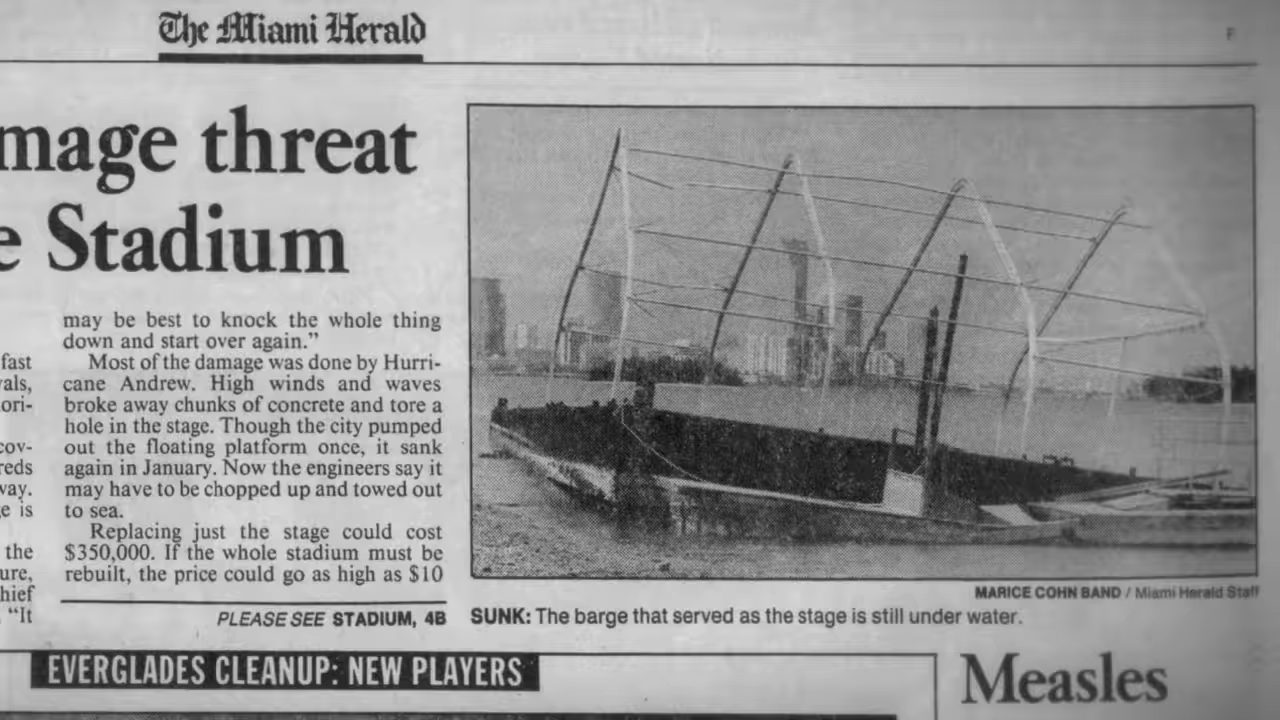 The Miami Herald
F
mage threat
e Stadium
fast
vals,
ori-
cov-
reds
way.
ge is
the
ure,
hief
"It
may be best to knock the whole thing
down and start over again."
Most of the damage was done by Hurri-
cane Andrew. High winds and waves
broke away chunks of concrete and tore a
hole in the stage. Though the city pumped
out the floating platform once, it sank
again in January. Now the engineers say it
may have to be chopped up and towed out
to sea.
Replacing just the stage could cost
$350,000. If the whole stadium must be
rebuilt, the price could go as high as $10
PLEASE SEE STADIUM, 4B
MARICE COHN BAND / Miami Herald Staff
SUNK: The barge that served as the stage is still under water.
EVERGLADES CLEANUP: NEW PLAYERS
Measles